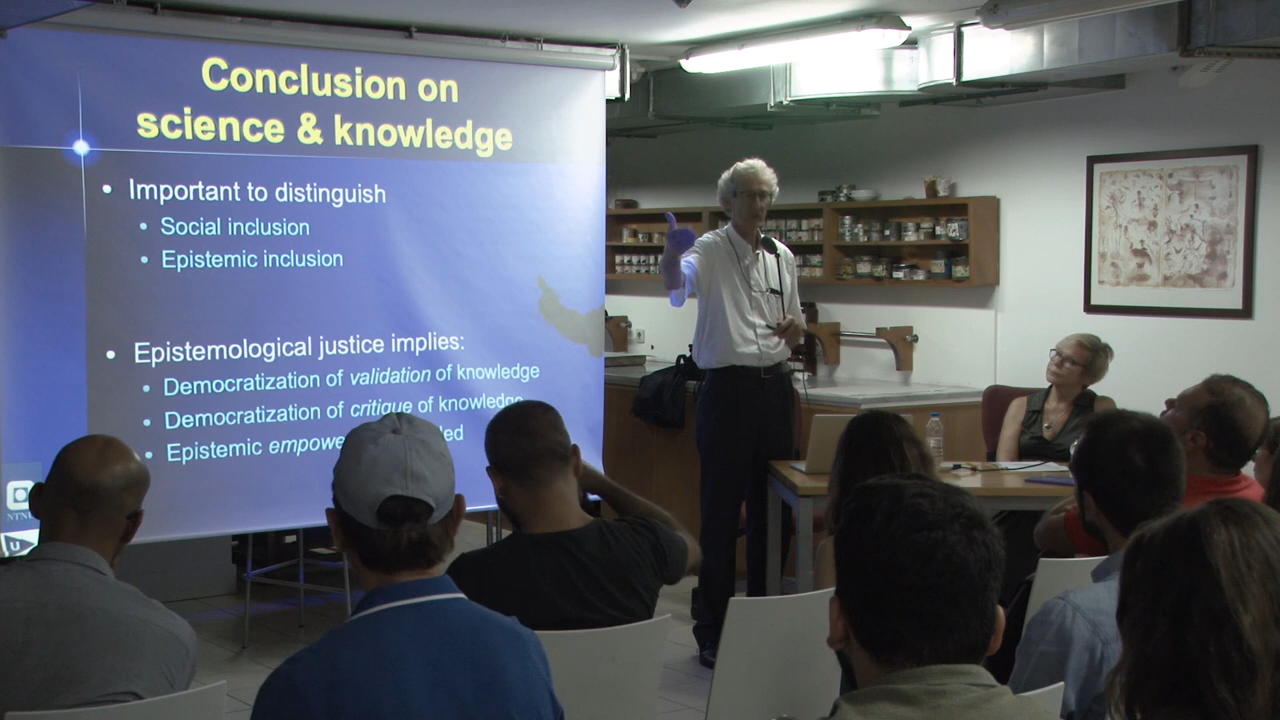 Conclusion on
science & knowledge
• Important to distinguish
• Social inclusion
• Epistemic inclusion
• Epistemological justice implies:
• Democratization of validation of knowledge
• Democratization of critique of knowledge
• Epistemic
NTNU
U